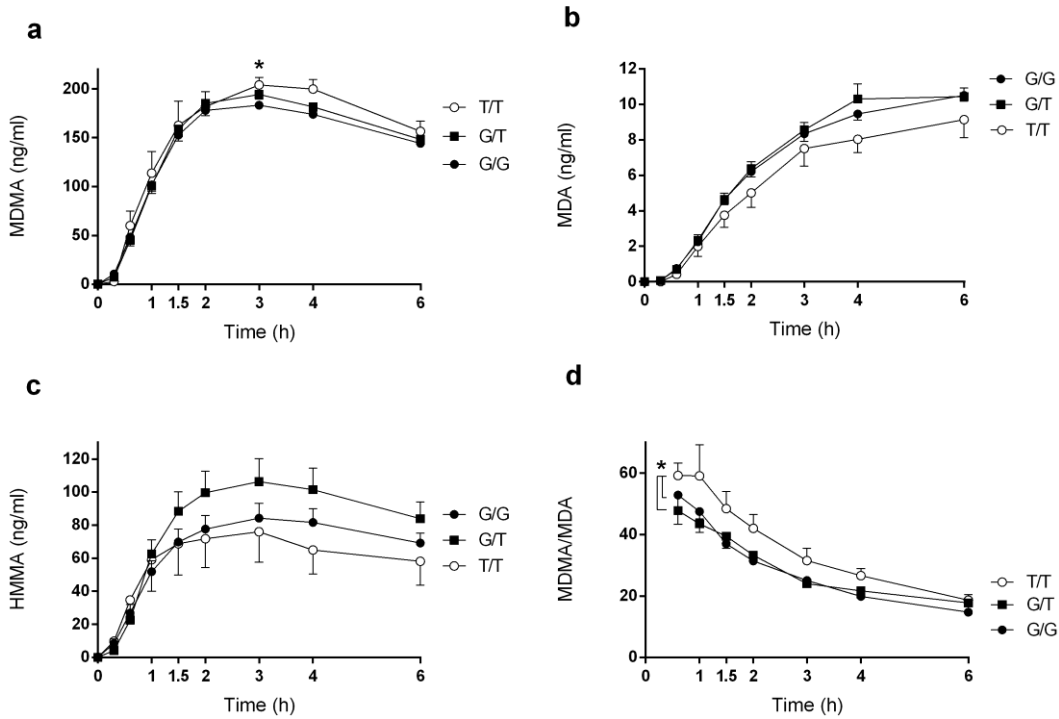 a
MDMA (ng/ml)
200
150
100
50
0
*
0 1 1.5 2 3 4 6
Time (h)
T/T
G/T
G/G
b
MDA (ng/ml)
12
10
8
6
4
2
0
0 1 1.5 2 3 4 6
Time (h)
G/G
G/T
T/T
c
HMMA (ng/ml)
120
100
80
60
40
20
0
0 1 1.5 2 3 4 6
Time (h)
G/G
G/T
T/T
d
MDMA/MDA
60
40
20
0
*
0 1 1.5 2 3 4 6
Time (h)
T/T
G/T
G/G